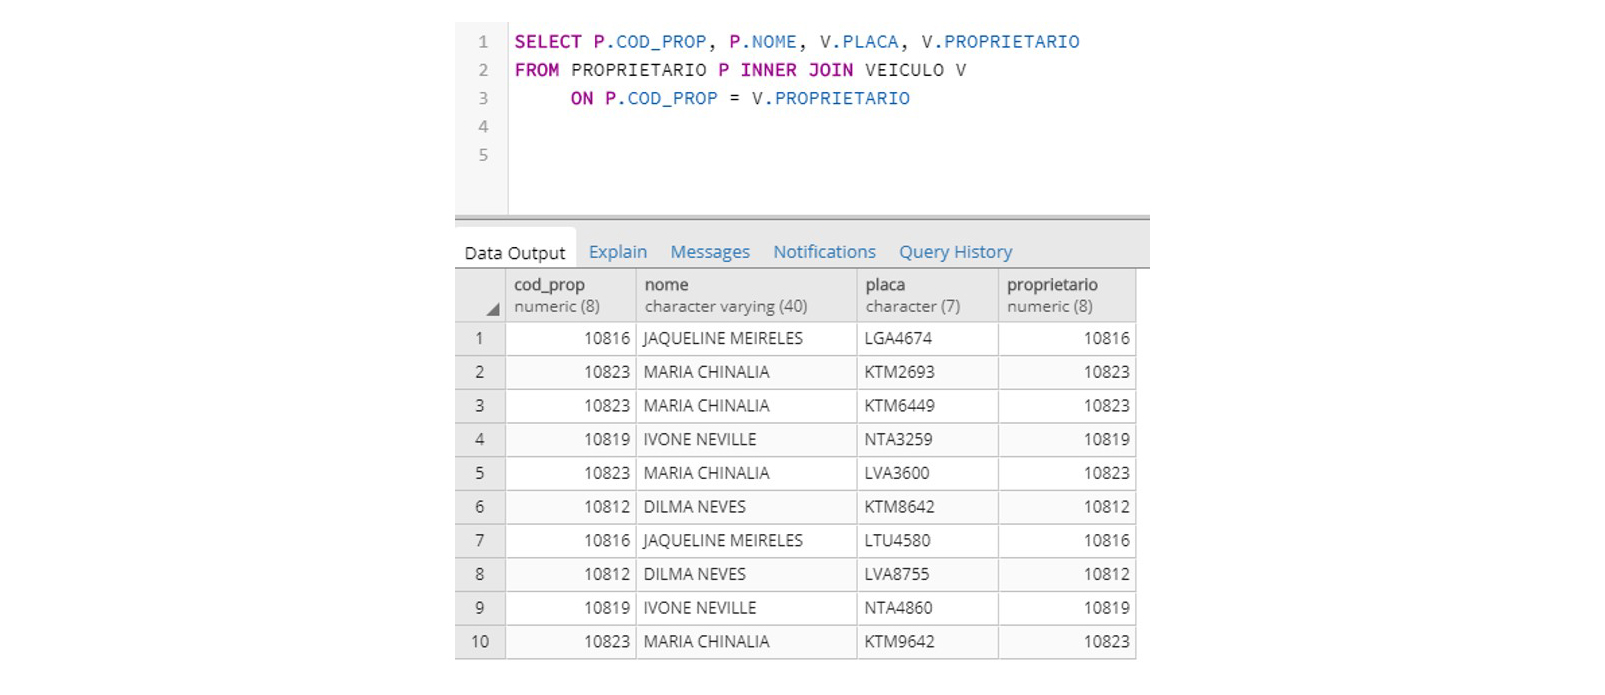 1 SELECT P.COD_PROP, P.NOME, V.PLACA, V.PROPRIETARIO
2 FROM PROPRIETARIO P INNER JOIN VEICULO V
3 ON P.COD_PROP = V.PROPRIETARIO
4
5
Data Output Explain Messages Notifications Query History
cod_prop nome placa proprietario
numeric (8) character varying (40) character (7) numeric (8)
1 10816 JAQUELINE MEIRELES LGA4674 10816
2 10823 MARIA CHINALIA KTM2693 10823
3 10823 MARIA CHINALIA KTM6449 10823
4 10819 IVONE NEVILLE NTA3259 10819
5 10823 MARIA CHINALIA LVA3600 10823
6 10812 DILMA NEVES KTM8642 10812
7 10816 JAQUELINE MEIRELES LTU4580 10816
8 10812 DILMA NEVES LVA8755 10812
9 10819 IVONE NEVILLE NTA4860 10819
10 10823 MARIA CHINALIA KTM9642 10823